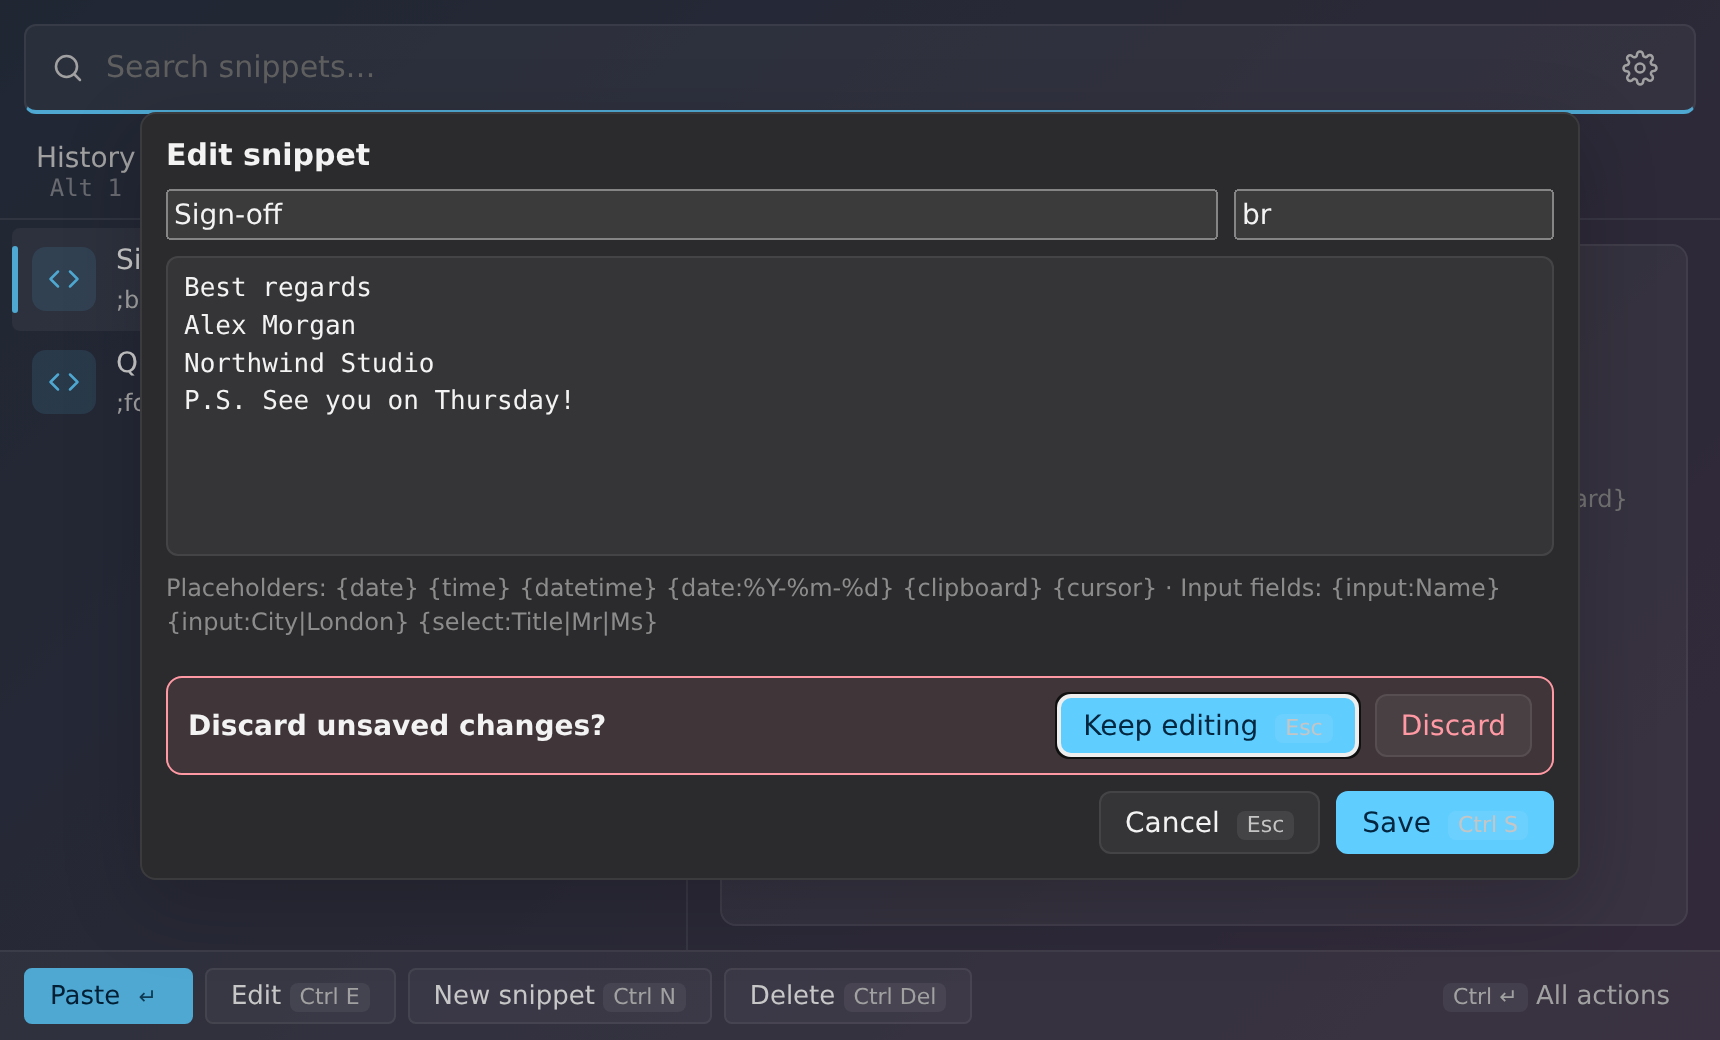 Search snippets...
History
Alt 1
Edit snippet
Sign-off
br
Best regards
Alex Morgan
Northwind Studio
P.S. See you on Thursday!
Placeholders: {date} {time} {datetime} {date:%Y-%m-%d} {clipboard} {cursor} · Input fields: {input:Name}
{input:City|London} {select:Title|Mr|Ms}
Discard unsaved changes?
Keep editing Esc
Discard
Cancel Esc
Save Ctrl S
Paste ↵
Edit Ctrl E
New snippet Ctrl N
Delete Ctrl Del
Ctrl ↵ All actions